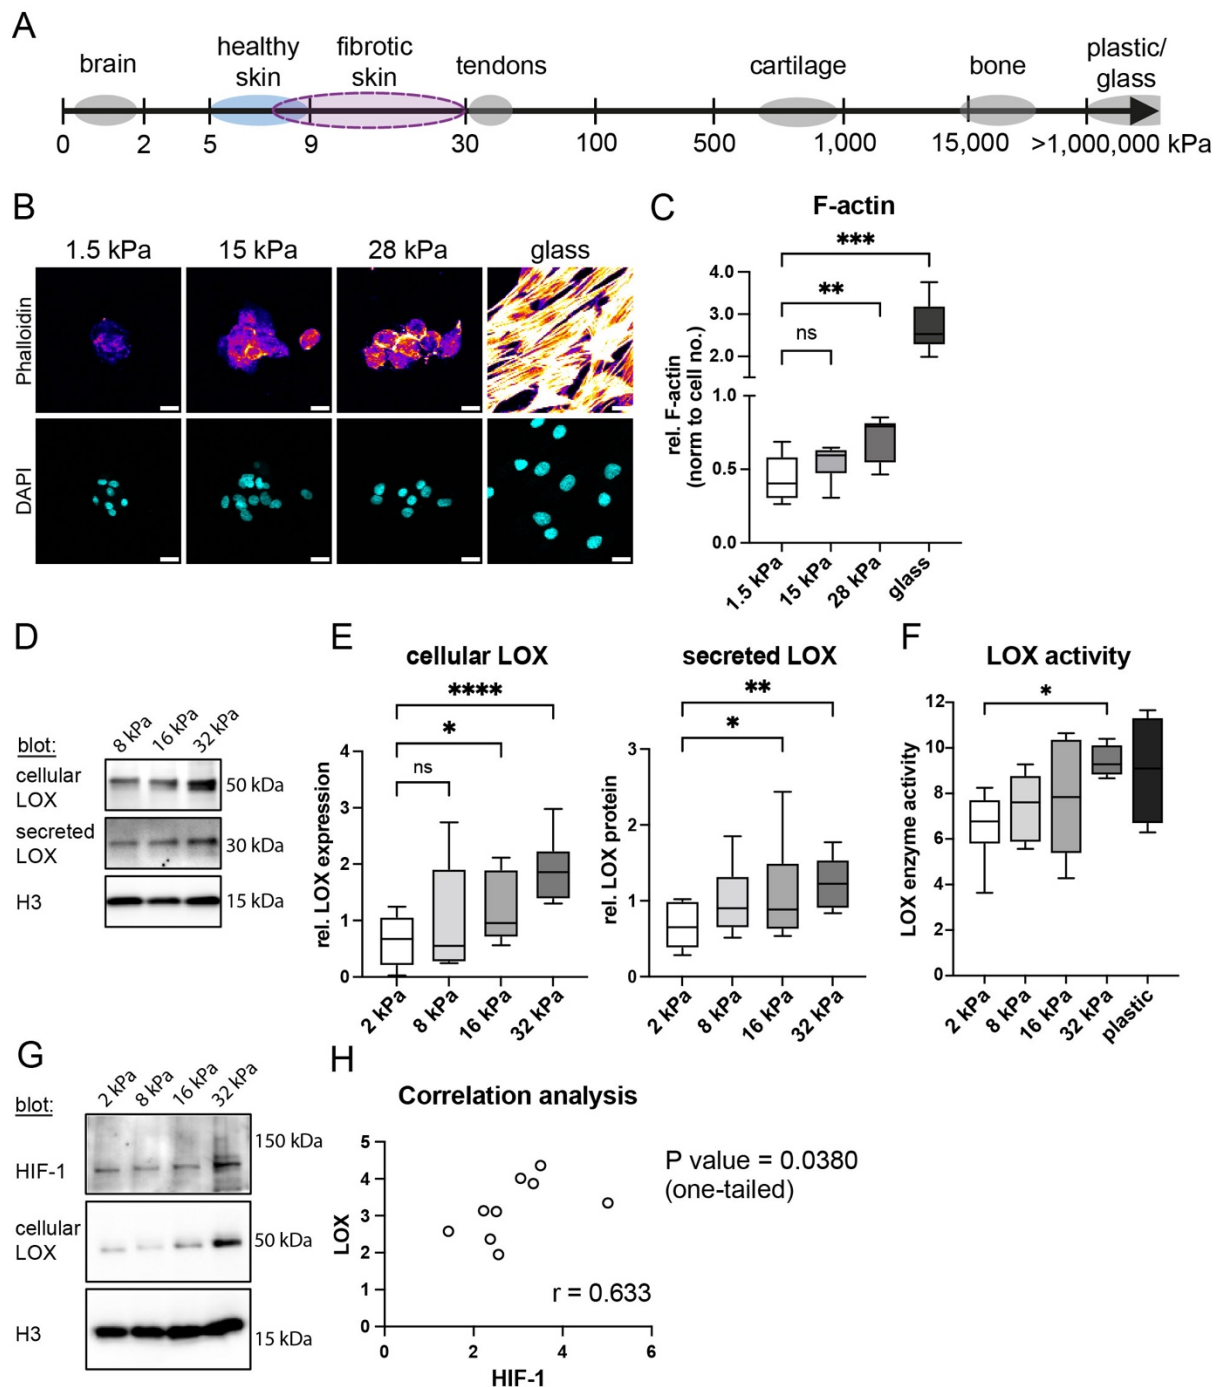 A
brain
healthy
skin
fibrotic
skin
tendons
cartilage
bone
plastic/
glass
0 2 5 9 30 100 500 1,000 15,000 >1,000,000 kPa
B
1.5 kPa 15 kPa 28 kPa glass
Phalloidin
DAPI
C
F-actin
***
**
ns
rel. F-actin
(norm to cell no.)
4.0
3.0
2.0
1.0
0.5
0.0
1.5 kPa 15 kPa 28 kPa glass
D
blot: 8 kPa 16 kPa 32 kPa
cellular
LOX
50 kDa
secreted
LOX
30 kDa
H3
15 kDa
E
cellular LOX
****
*
ns
rel. LOX expression
4
3
2
1
0
2 kPa 8 kPa 16 kPa 32 kPa
secreted LOX
**
*
rel. LOX protein
3
2
1
0
2 kPa 8 kPa 16 kPa 32 kPa
F
LOX activity
*
LOX enzyme activity
12
10
8
6
4
2
0
2 kPa 8 kPa 16 kPa 32 kPa plastic
G
blot: 2 kPa 8 kPa 16 kPa 32 kPa
HIF-1
150 kDa
cellular
LOX
50 kDa
H3
15 kDa
H
Correlation analysis
LOX
5
4
3
2
1
0
0 2 4 6
HIF-1
r = 0.633
P value = 0.0380
(one-tailed)